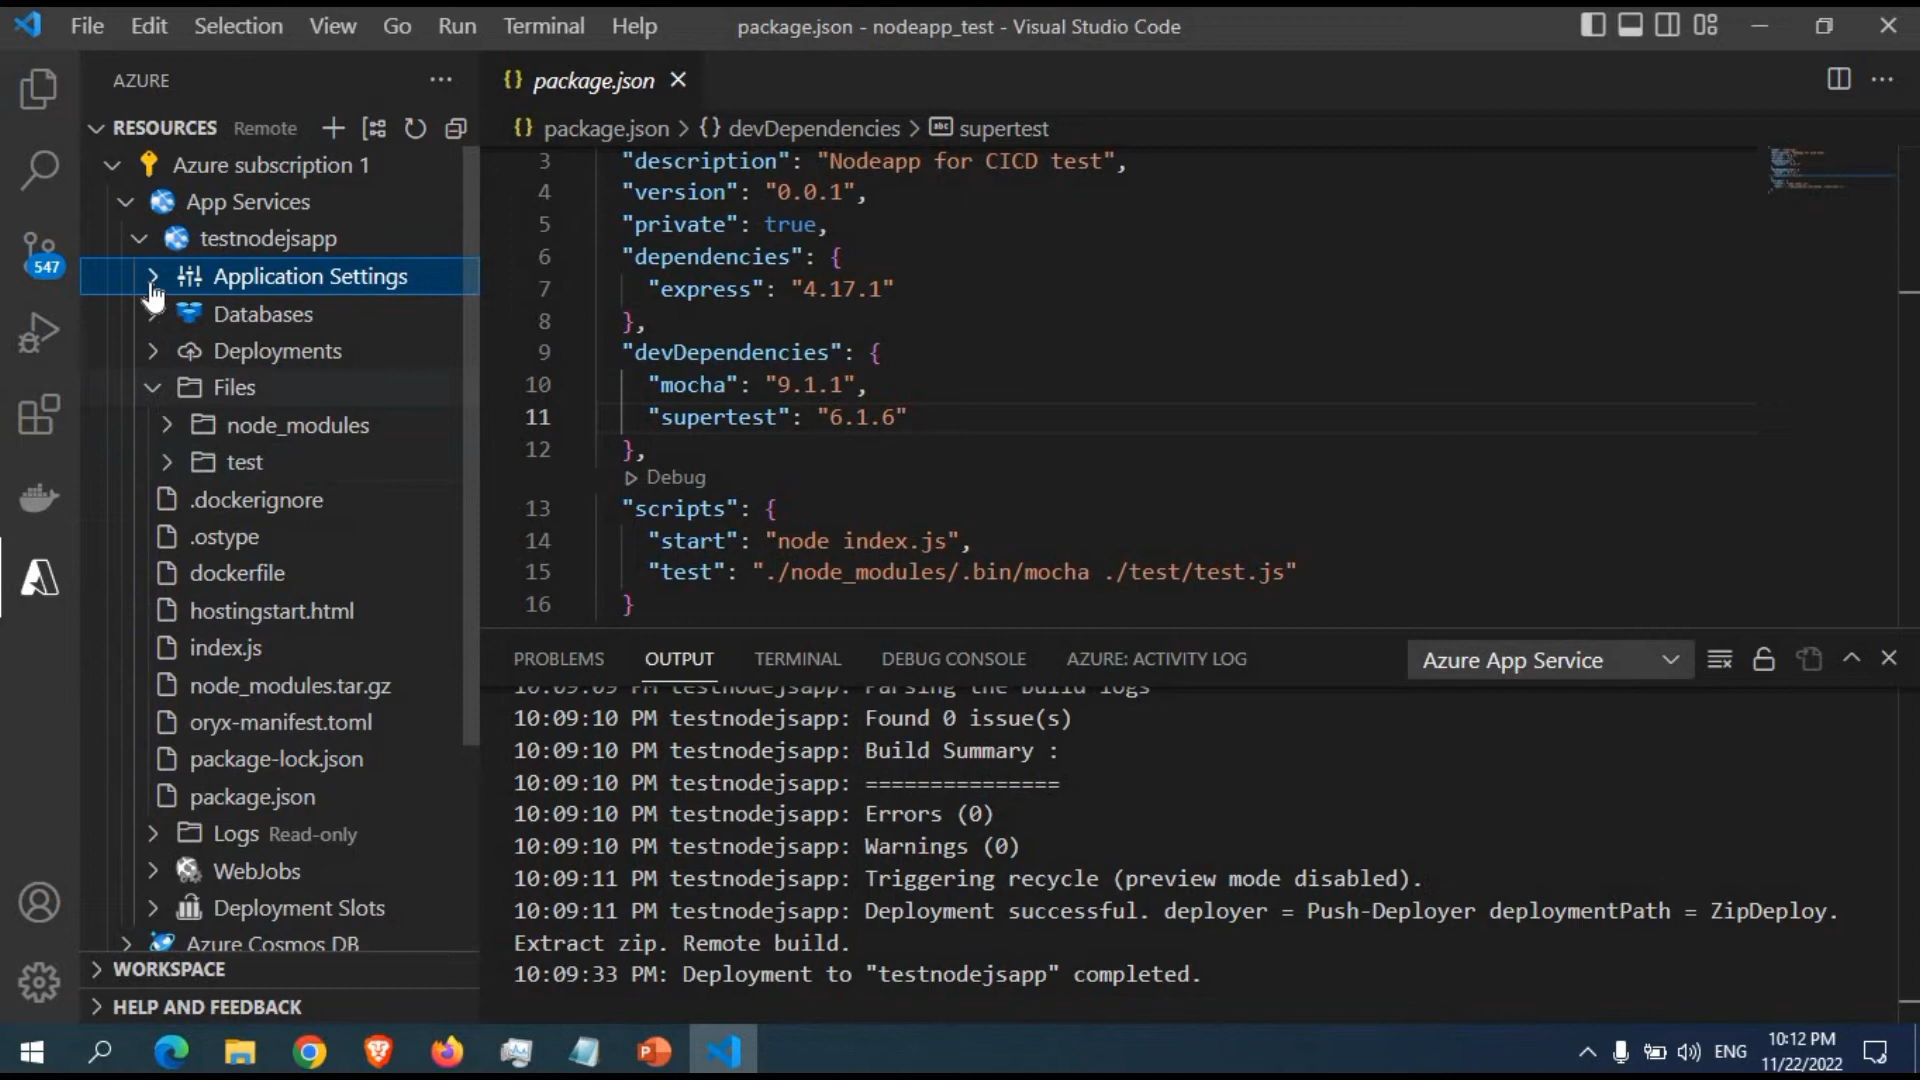 File Edit Selection View Go Run Terminal Help package.json - nodeapp_test - Visual Studio Code
AZURE
RESOURCES Remote
Azure subscription 1
App Services
testnodejsapp
Application Settings
Databases
Deployments
Files
node_modules
test
.dockerignore
.ostype
dockerfile
hostingstart.html
index.js
node_modules.tar.gz
oryx-manifest.toml
package-lock.json
package.json
Logs Read-only
WebJobs
Deployment Slots
Azure Cosmos DB
WORKSPACE
HELP AND FEEDBACK
547
{} package.json
{} package.json > {} devDependencies > abc supertest
3 "description": "Nodeapp for CICD test",
4 "version": "0.0.1",
5 "private": true,
6 "dependencies": {
7 "express": "4.17.1"
8 },
9 "devDependencies": {
10 "mocha": "9.1.1",
11 "supertest": "6.1.6"
12 },
Debug
13 "scripts": {
14 "start": "node index.js",
15 "test": "./node_modules/.bin/mocha ./test/test.js"
16 }
PROBLEMS OUTPUT TERMINAL DEBUG CONSOLE AZURE: ACTIVITY LOG Azure App Service
10:09:09 PM testnodejsapp: Parsing the build logs
10:09:10 PM testnodejsapp: Found 0 issue(s)
10:09:10 PM testnodejsapp: Build Summary :
10:09:10 PM testnodejsapp: ===============
10:09:10 PM testnodejsapp: Errors (0)
10:09:10 PM testnodejsapp: Warnings (0)
10:09:11 PM testnodejsapp: Triggering recycle (preview mode disabled).
10:09:11 PM testnodejsapp: Deployment successful. deployer = Push-Deployer deploymentPath = ZipDeploy.
Extract zip. Remote build.
10:09:33 PM: Deployment to "testnodejsapp" completed.
ENG
10:12 PM
11/22/2022